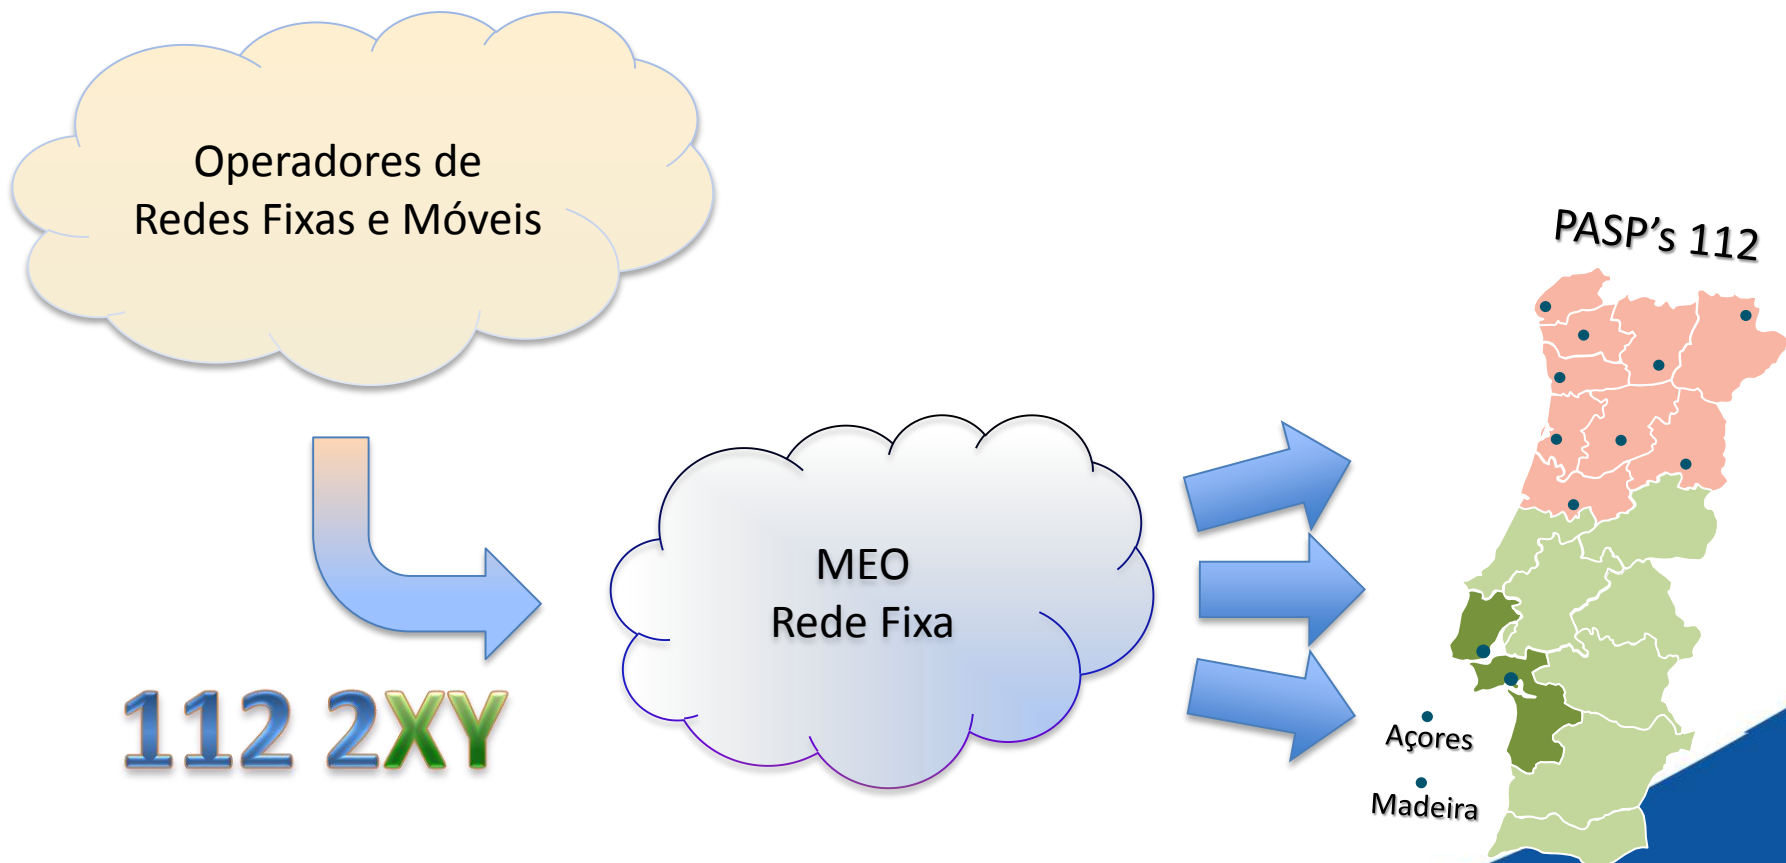 Operadores de
Redes Fixas e Móveis
PASP’s 112
MEO
Rede Fixa
112 2XY
Açores
Madeira